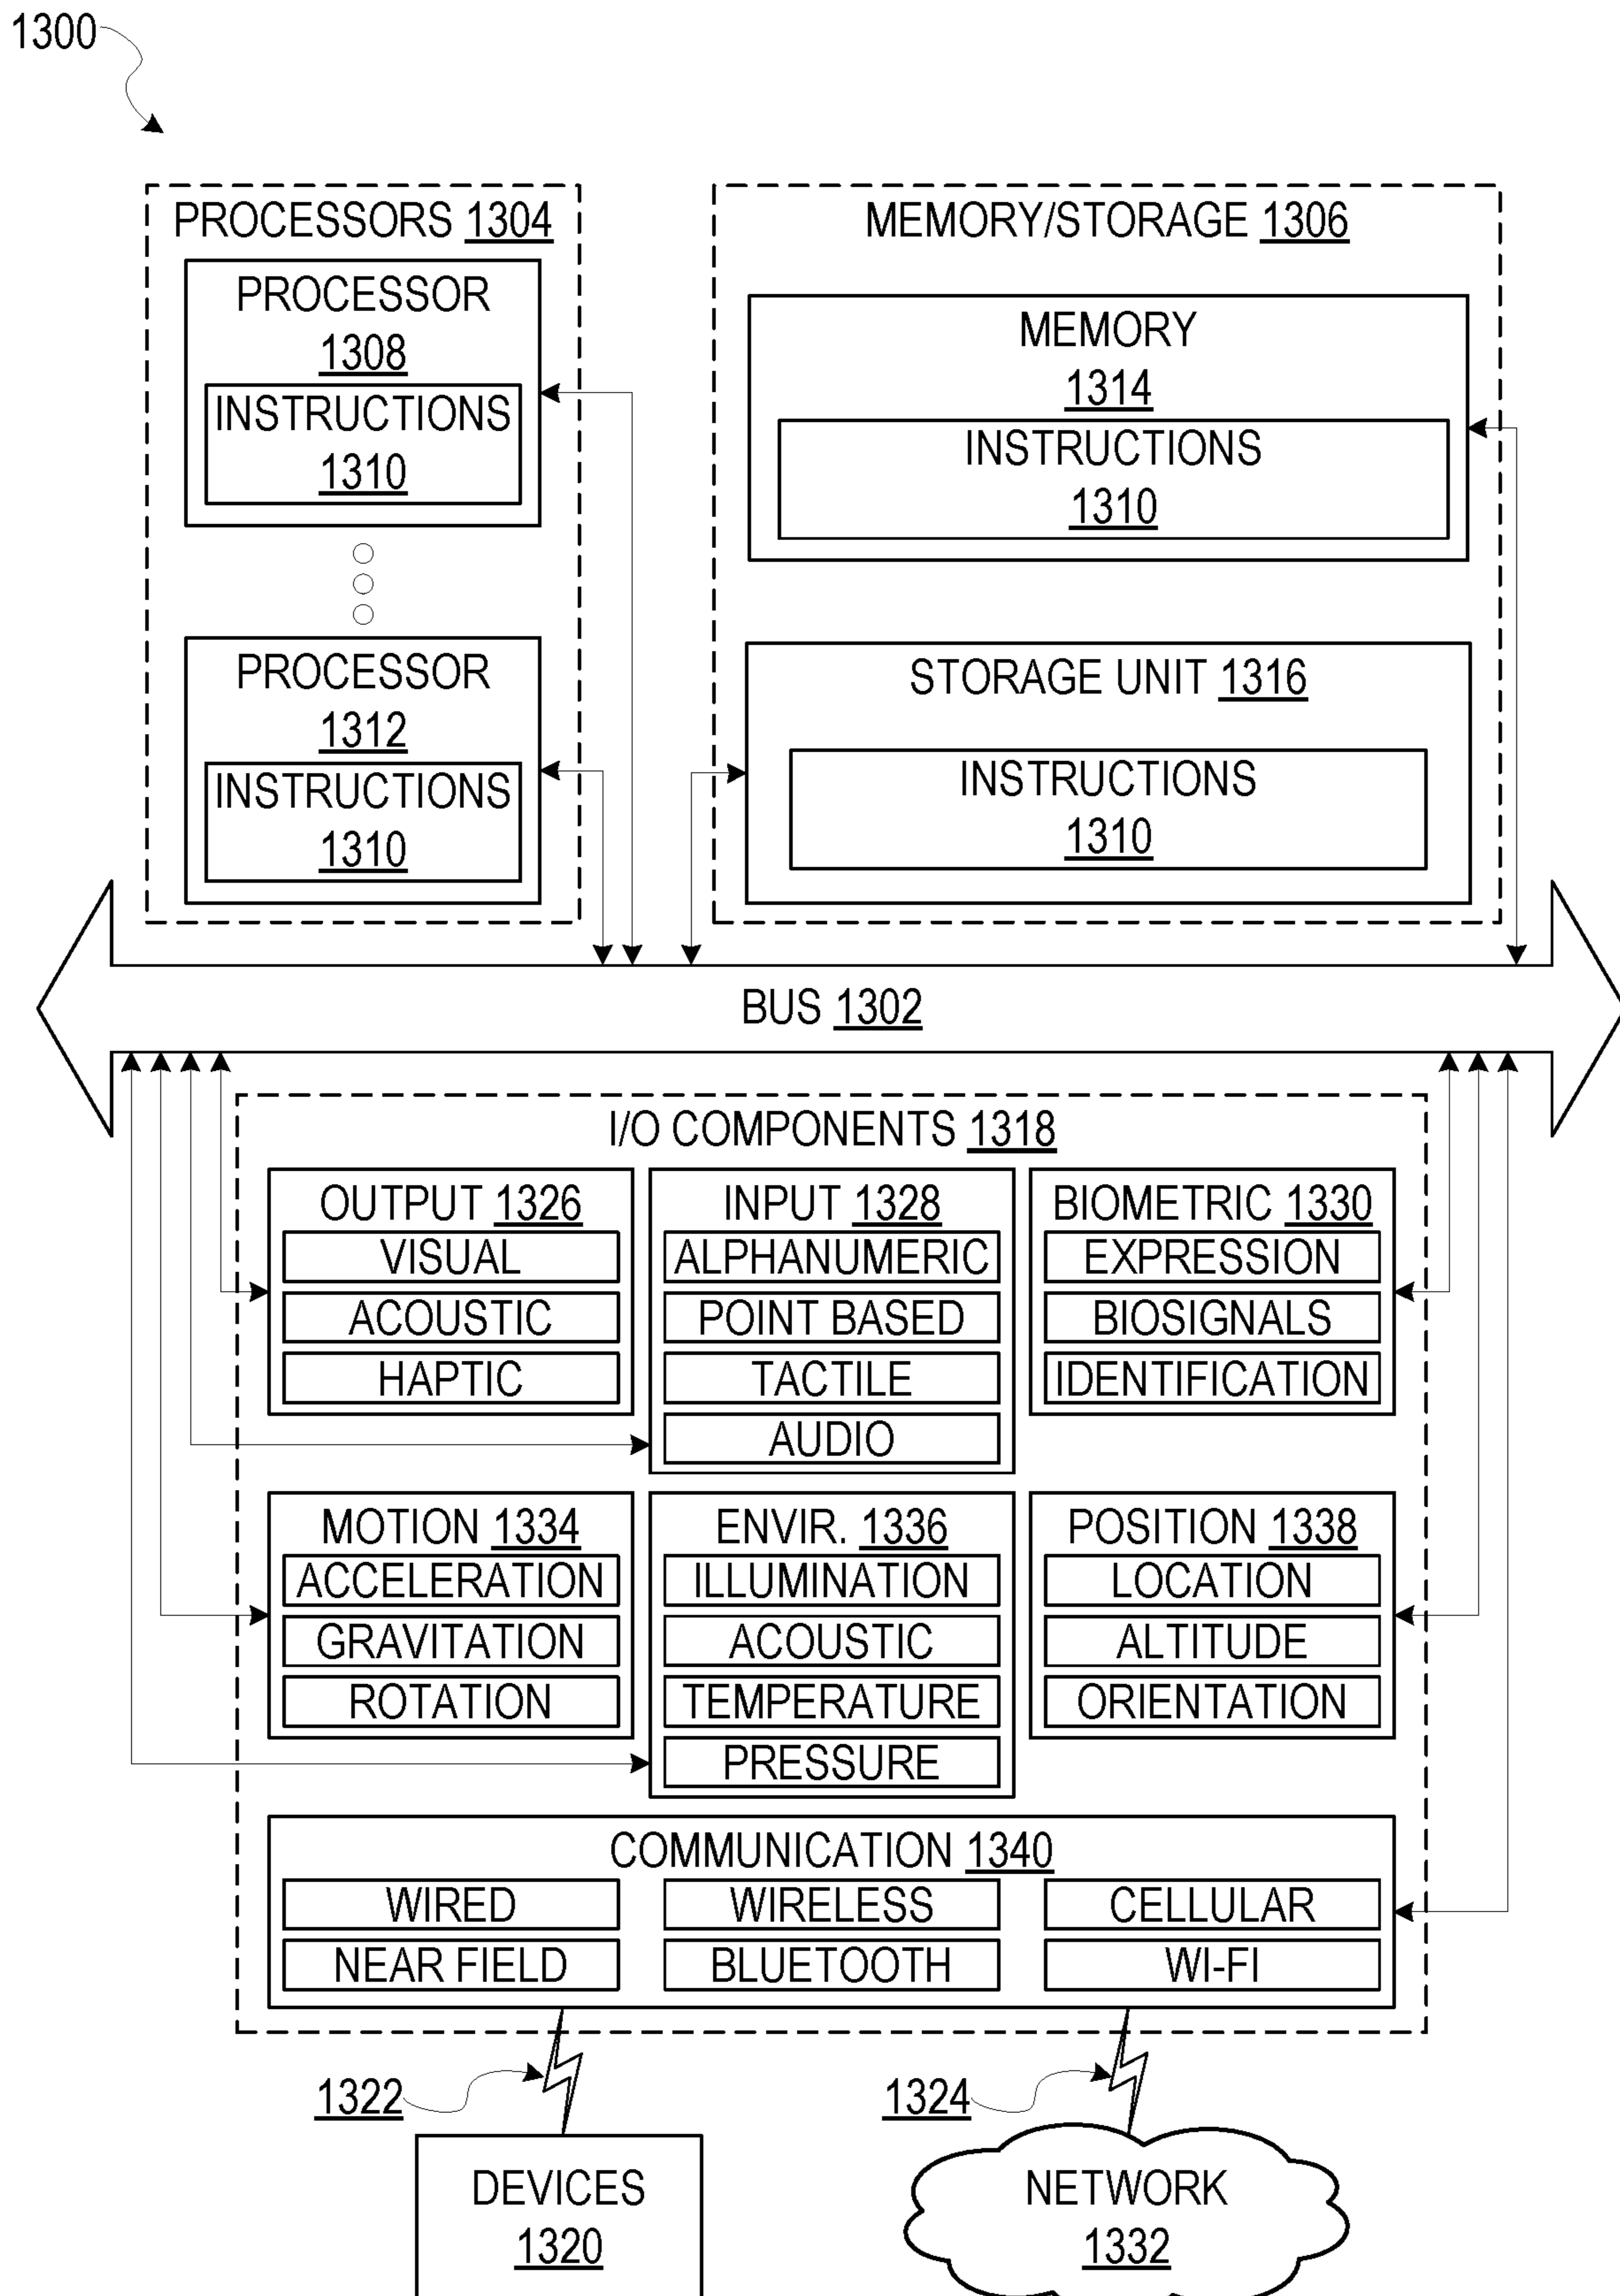 1300
PROCESSORS 1304
PROCESSOR
1308
INSTRUCTIONS
1310
PROCESSOR
1312
INSTRUCTIONS
1310
MEMORY/STORAGE 1306
MEMORY
1314
INSTRUCTIONS
1310
STORAGE UNIT 1316
INSTRUCTIONS
1310
BUS 1302
I/O COMPONENTS 1318
OUTPUT 1326
VISUAL
ACOUSTIC
HAPTIC
INPUT 1328
ALPHANUMERIC
POINT BASED
TACTILE
AUDIO
BIOMETRIC 1330
EXPRESSION
BIOSIGNALS
IDENTIFICATION
MOTION 1334
ACCELERATION
GRAVITATION
ROTATION
ENVIR. 1336
ILLUMINATION
ACOUSTIC
TEMPERATURE
PRESSURE
POSITION 1338
LOCATION
ALTITUDE
ORIENTATION
COMMUNICATION 1340
WIRED
WIRELESS
CELLULAR
NEAR FIELD
BLUETOOTH
WI-FI
1322
1324
DEVICES
1320
NETWORK
1332